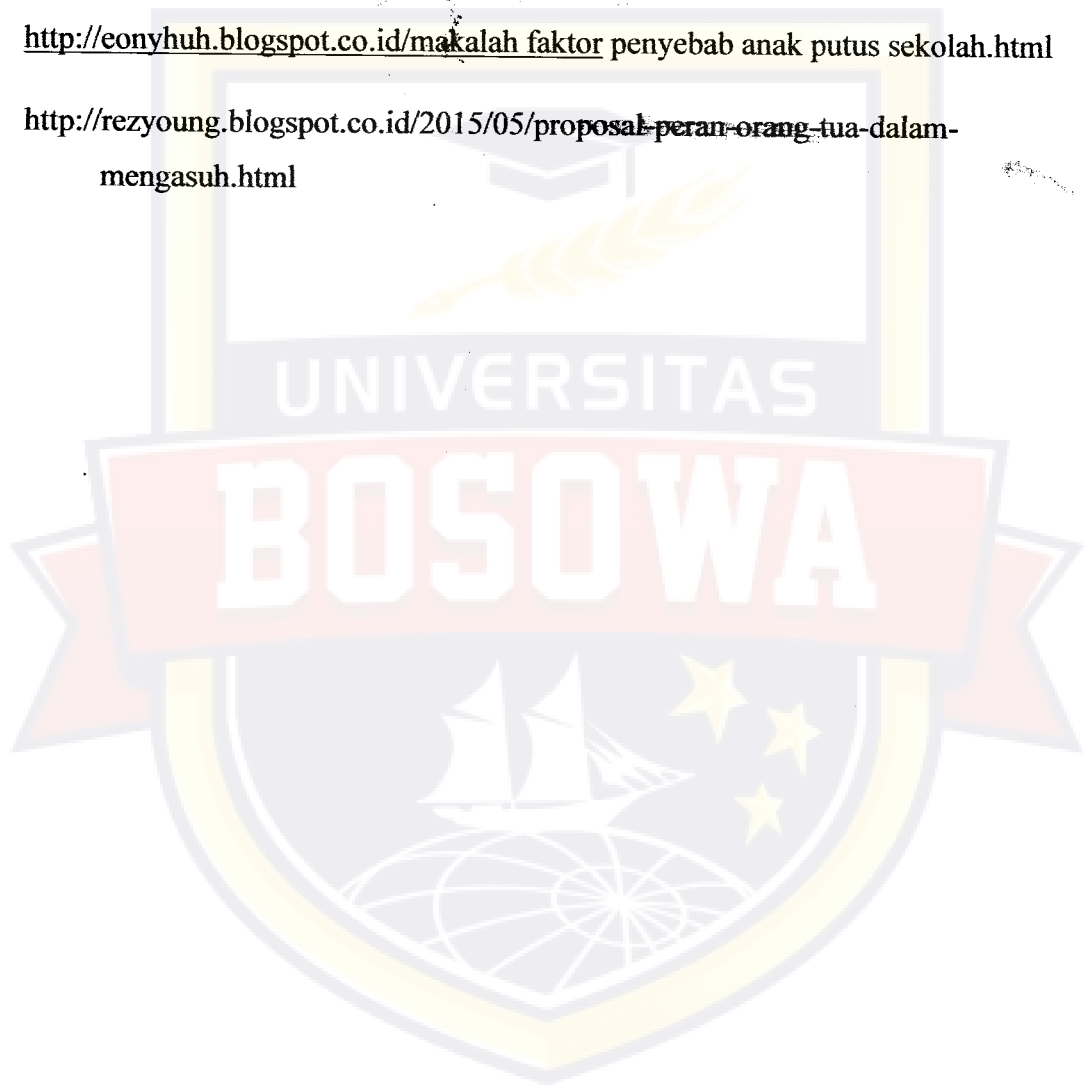 http://eonyhuh.blogspot.co.id/makalah faktor penyebab anak putus sekolah.html
http://rezyoung.blogspot.co.id/2015/05/proposal-peran-orang-tua-dalam-
mengasuh.html
UNIVERSITAS
BOSOWA